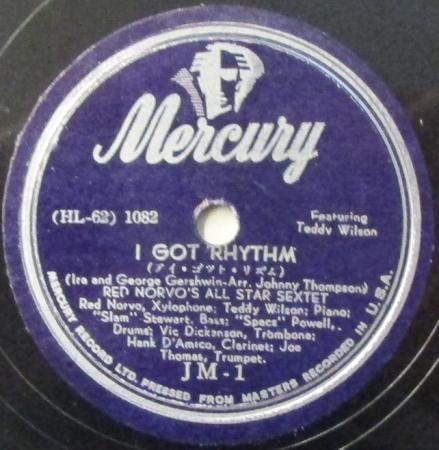 Mercury
(HL-62) 1082
Featuring
Teddy Wilson
I GOT RHYTHM
(アイ・ゴツト・リズム)
(Ira and George Gershwin-Arr. Johnny Thompson)
RED NORVO'S ALL STAR SEXTET
Red Norvo, Xylophone; Teddy Wilson; Piano;
"Slam" Stewart, Bass; "Specs" Powell,
Drums; Vic Dickenson, Trombone;
Hank D'Amico, Clarinet; Joe
Thomas, Trumpet.
JM-1
MERCURY RECORD LTD. PRESSED FROM MASTERS RECORDED IN U.S.A.